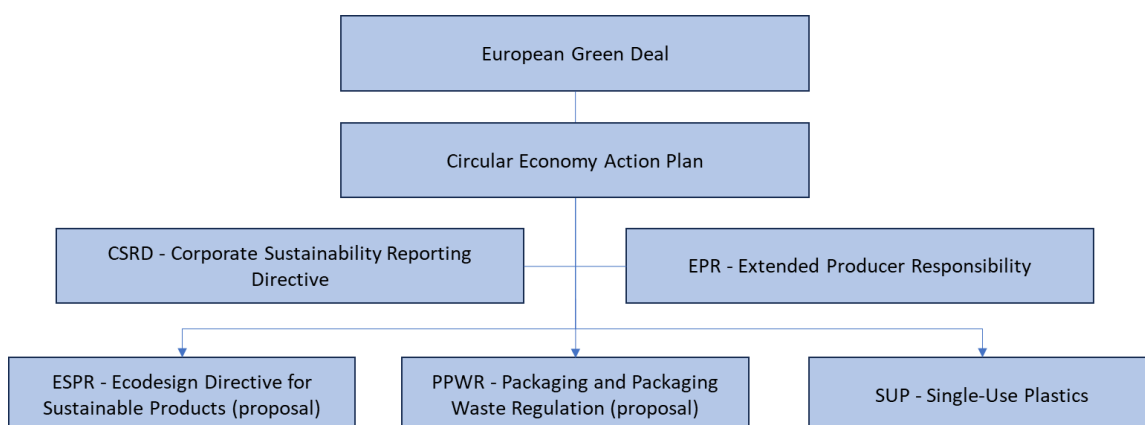 European Green Deal
Circular Economy Action Plan
CSRD - Corporate Sustainability Reporting
Directive
EPR - Extended Producer Responsibility
ESPR - Ecodesign Directive for
Sustainable Products (proposal)
PPWR - Packaging and Packaging
Waste Regulation (proposal)
SUP - Single-Use Plastics